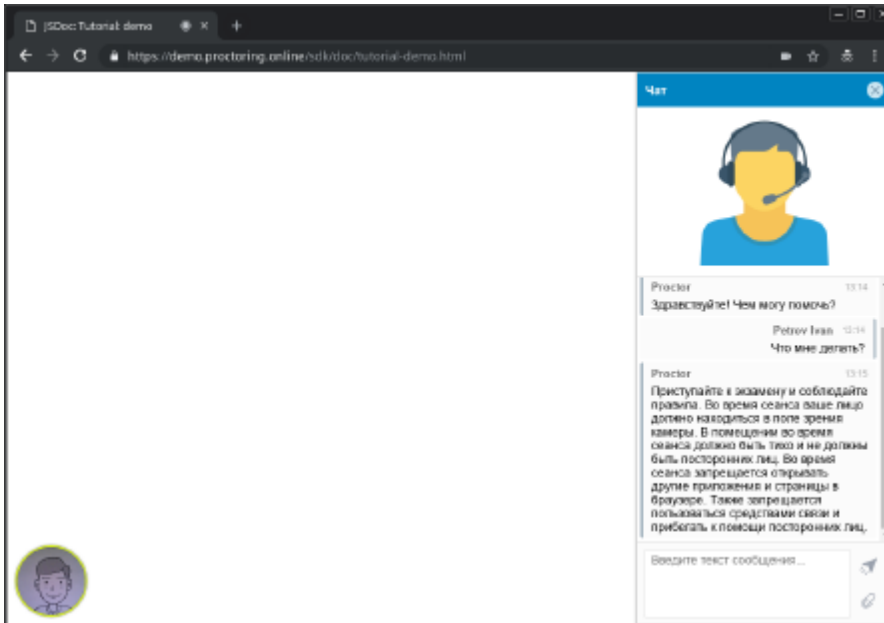 JSDoc: Tutorial: demo
https://demo.proctoring.online/sdk/doc/tutorial-demo.html
Чат
Proctor 13:14
Здравствуйте! Чем могу помочь?
Petrov Ivan 13:14
Что мне делать?
Proctor 13:15
Приступайте к экзамену и соблюдайте
правила. Во время сеанса ваше лицо
должно находиться в поле зрения
камеры. В помещении во время
сеанса должно быть тихо и не должны
быть посторонних лиц. Во время
сеанса запрещается открывать
другие приложения и страницы в
браузере. Также запрещается
пользоваться средствами связи и
прибегать к помощи посторонних лиц.
Введите текст сообщения...